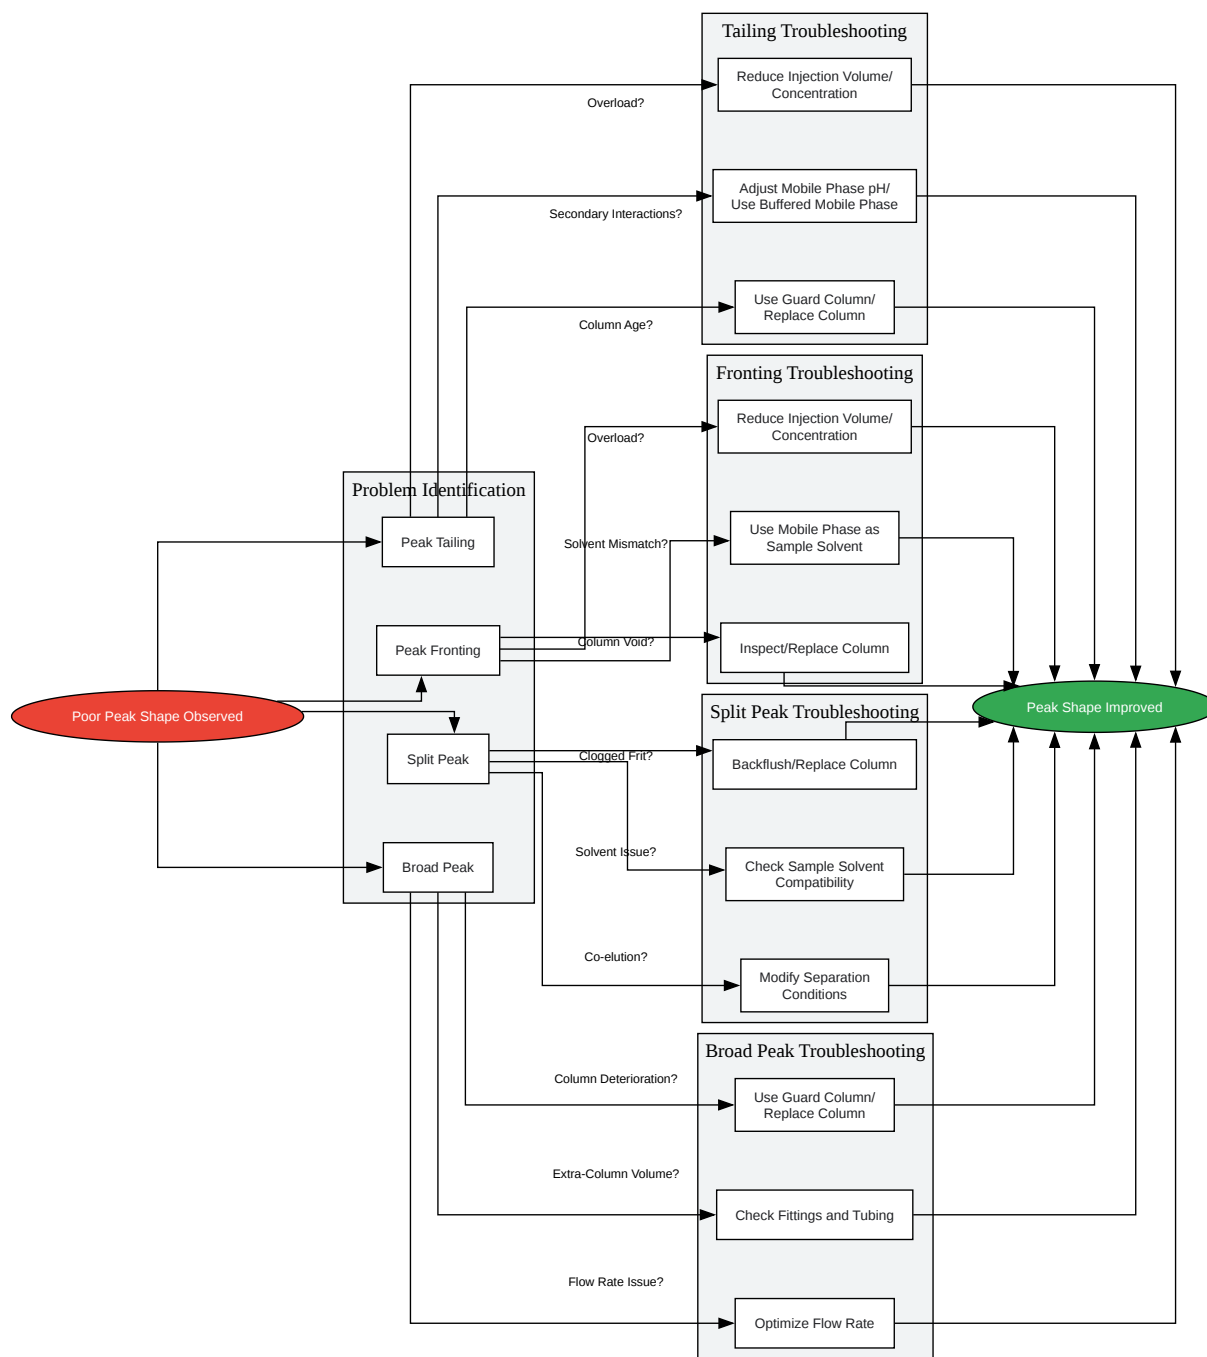 Tailing Troubleshooting
Reduce Injection Volume/
Concentration
Overload?
Adjust Mobile Phase pH/
Use Buffered Mobile Phase
Secondary Interactions?
Use Guard Column/
Replace Column
Column Age?
Fronting Troubleshooting
Reduce Injection Volume/
Concentration
Overload?
Problem Identification
Peak Tailing
Use Mobile Phase as
Sample Solvent
Solvent Mismatch?
Peak Fronting
Column Void?
Inspect/Replace Column
Poor Peak Shape Observed
Peak Shape Improved
Split Peak Troubleshooting
Split Peak
Clogged Frit?
Backflush/Replace Column
Solvent Issue?
Check Sample Solvent
Compatibility
Broad Peak
Co-elution?
Modify Separation
Conditions
Broad Peak Troubleshooting
Column Deterioration?
Use Guard Column/
Replace Column
Extra-Column Volume?
Check Fittings and Tubing
Flow Rate Issue?
Optimize Flow Rate